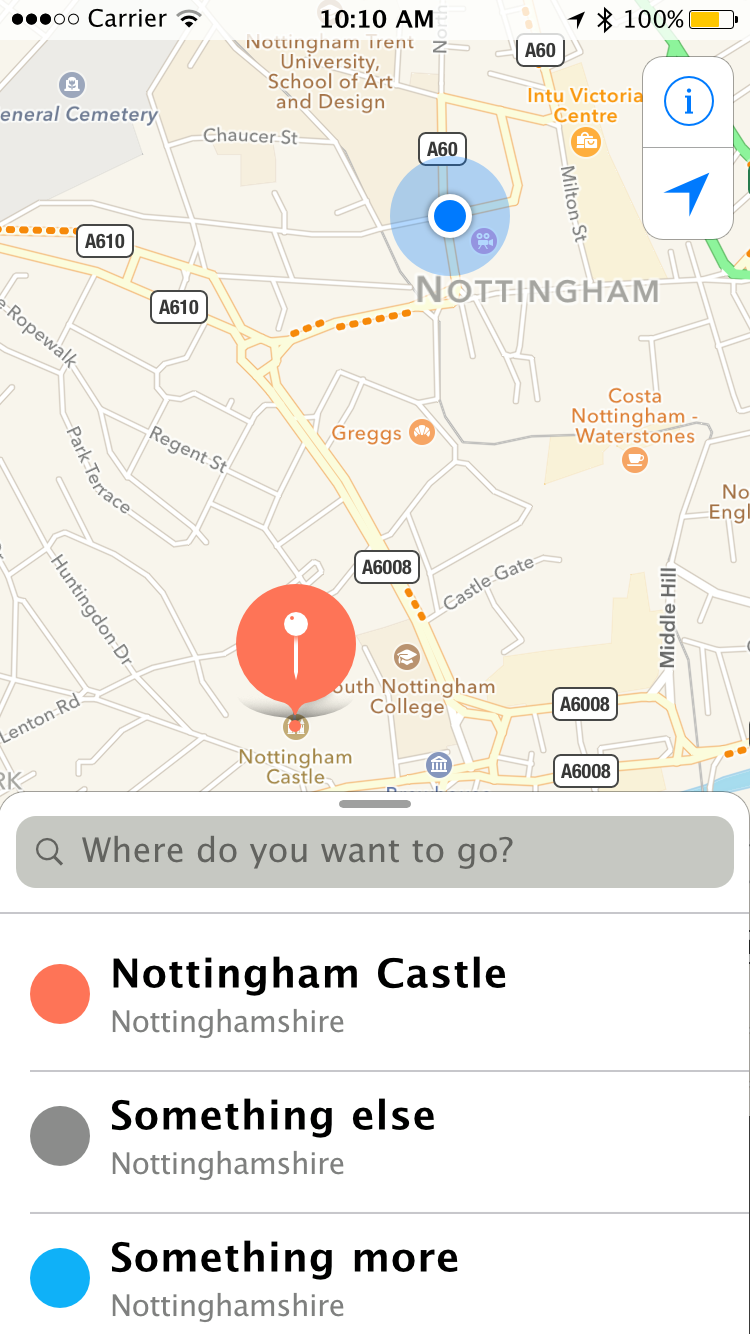 Carrier
10:10 AM
100%
Nottingham Trent
University,
School of Art
and Design
North
A60
eneral Cemetery
Chaucer St
A60
Intu Victoria
Centre
i
Milton St
A610
NOTTINGHAM
A610
e Ropewalk
Greggs
Costa
Nottingham -
Waterstones
Park Terrace
Regent St
No
Engl
A6008
Castle Gate
Huntingdon Dr
Middle Hill
outh Nottingham
College
Lenton Rd
A6008
Nottingham
Castle
A6008
RK
Where do you want to go?
Nottingham Castle
Nottinghamshire
Something else
Nottinghamshire
Something more
Nottinghamshire